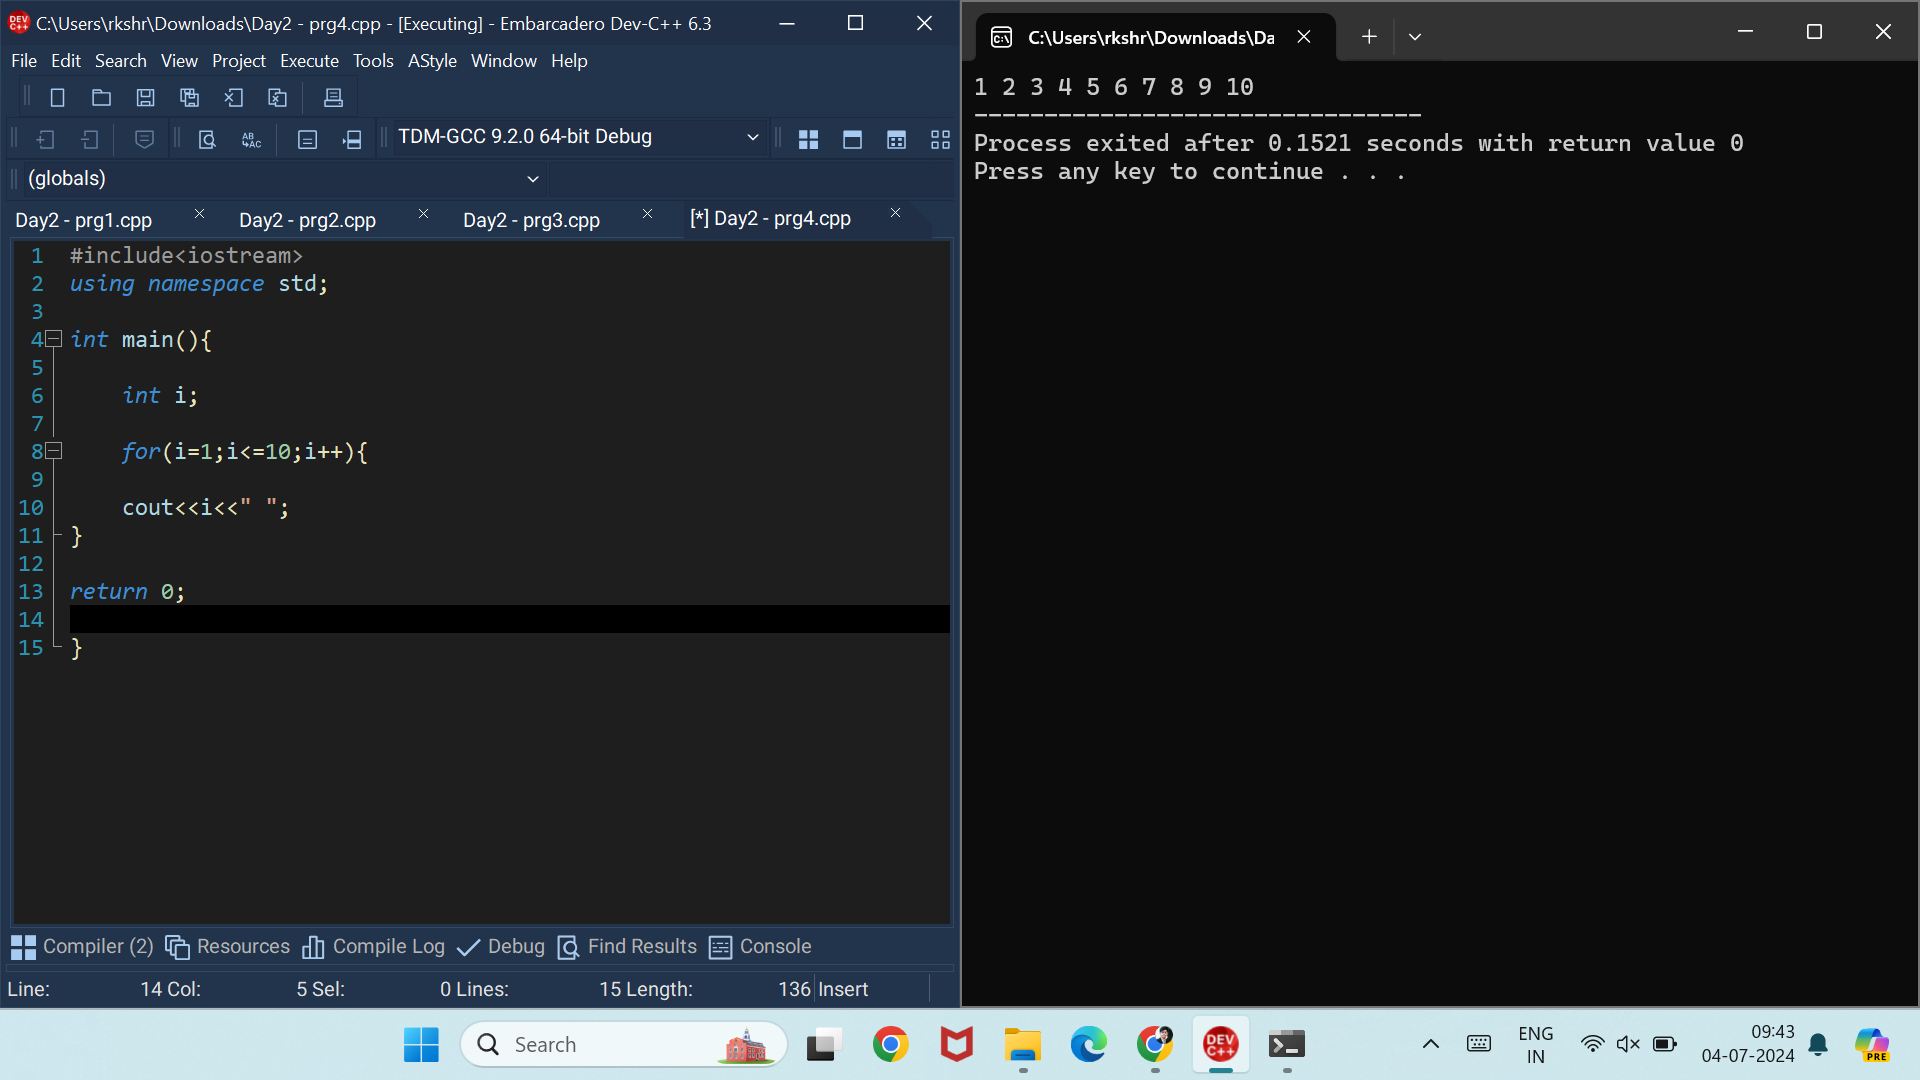 C:\Users\rkshr\Downloads\Day2 - prg4.cpp - [Executing] - Embarcadero Dev-C++ 6.3
File Edit Search View Project Execute Tools AStyle Window Help
TDM-GCC 9.2.0 64-bit Debug
(globals)
Day2 - prg1.cpp Day2 - prg2.cpp Day2 - prg3.cpp [*] Day2 - prg4.cpp
1 #include<iostream>
2 using namespace std;
3
4 int main(){
5
6 int i;
7
8 for(i=1;i<=10;i++){
9
10 cout<<i<<" ";
11 }
12
13 return 0;
14
15 }
Compiler (2) Resources Compile Log Debug Find Results Console
Line: 14 Col: 5 Sel: 0 Lines: 15 Length: 136 Insert
C:\Users\rkshr\Downloads\Da
1 2 3 4 5 6 7 8 9 10
--------------------------------
Process exited after 0.1521 seconds with return value 0
Press any key to continue . . .
Search
DEV C++
ENG
IN
09:43
04-07-2024
PRE